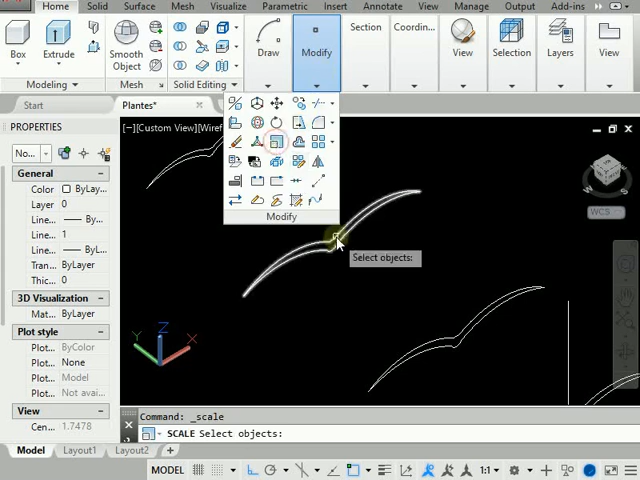 Home Solid Surface Mesh Visualize Parametric Insert Annotate View Manage Output Add-ins
Box Extrude Smooth Object Draw Modify Section Coordin... View Selection Layers View
Modeling Mesh Solid Editing
Start Plantes*
PROPERTIES
No...
General
Color ByLay...
Layer 0
Line... By...
Line... 1
Line... ByL...
Tran... ByLayer
Thic... 0
3D Visualization
Mat... ByLayer
Plot style
Plot... ByColor
Plot... None
Plot... Model
Plot... Not avai...
View
Cen... 1.7478
[−][Custom View][Wiref
Modify
Select objects:
W S
WCS
Y Z X
Command: _scale
SCALE Select objects:
Model Layout1 Layout2
MODEL 1:1